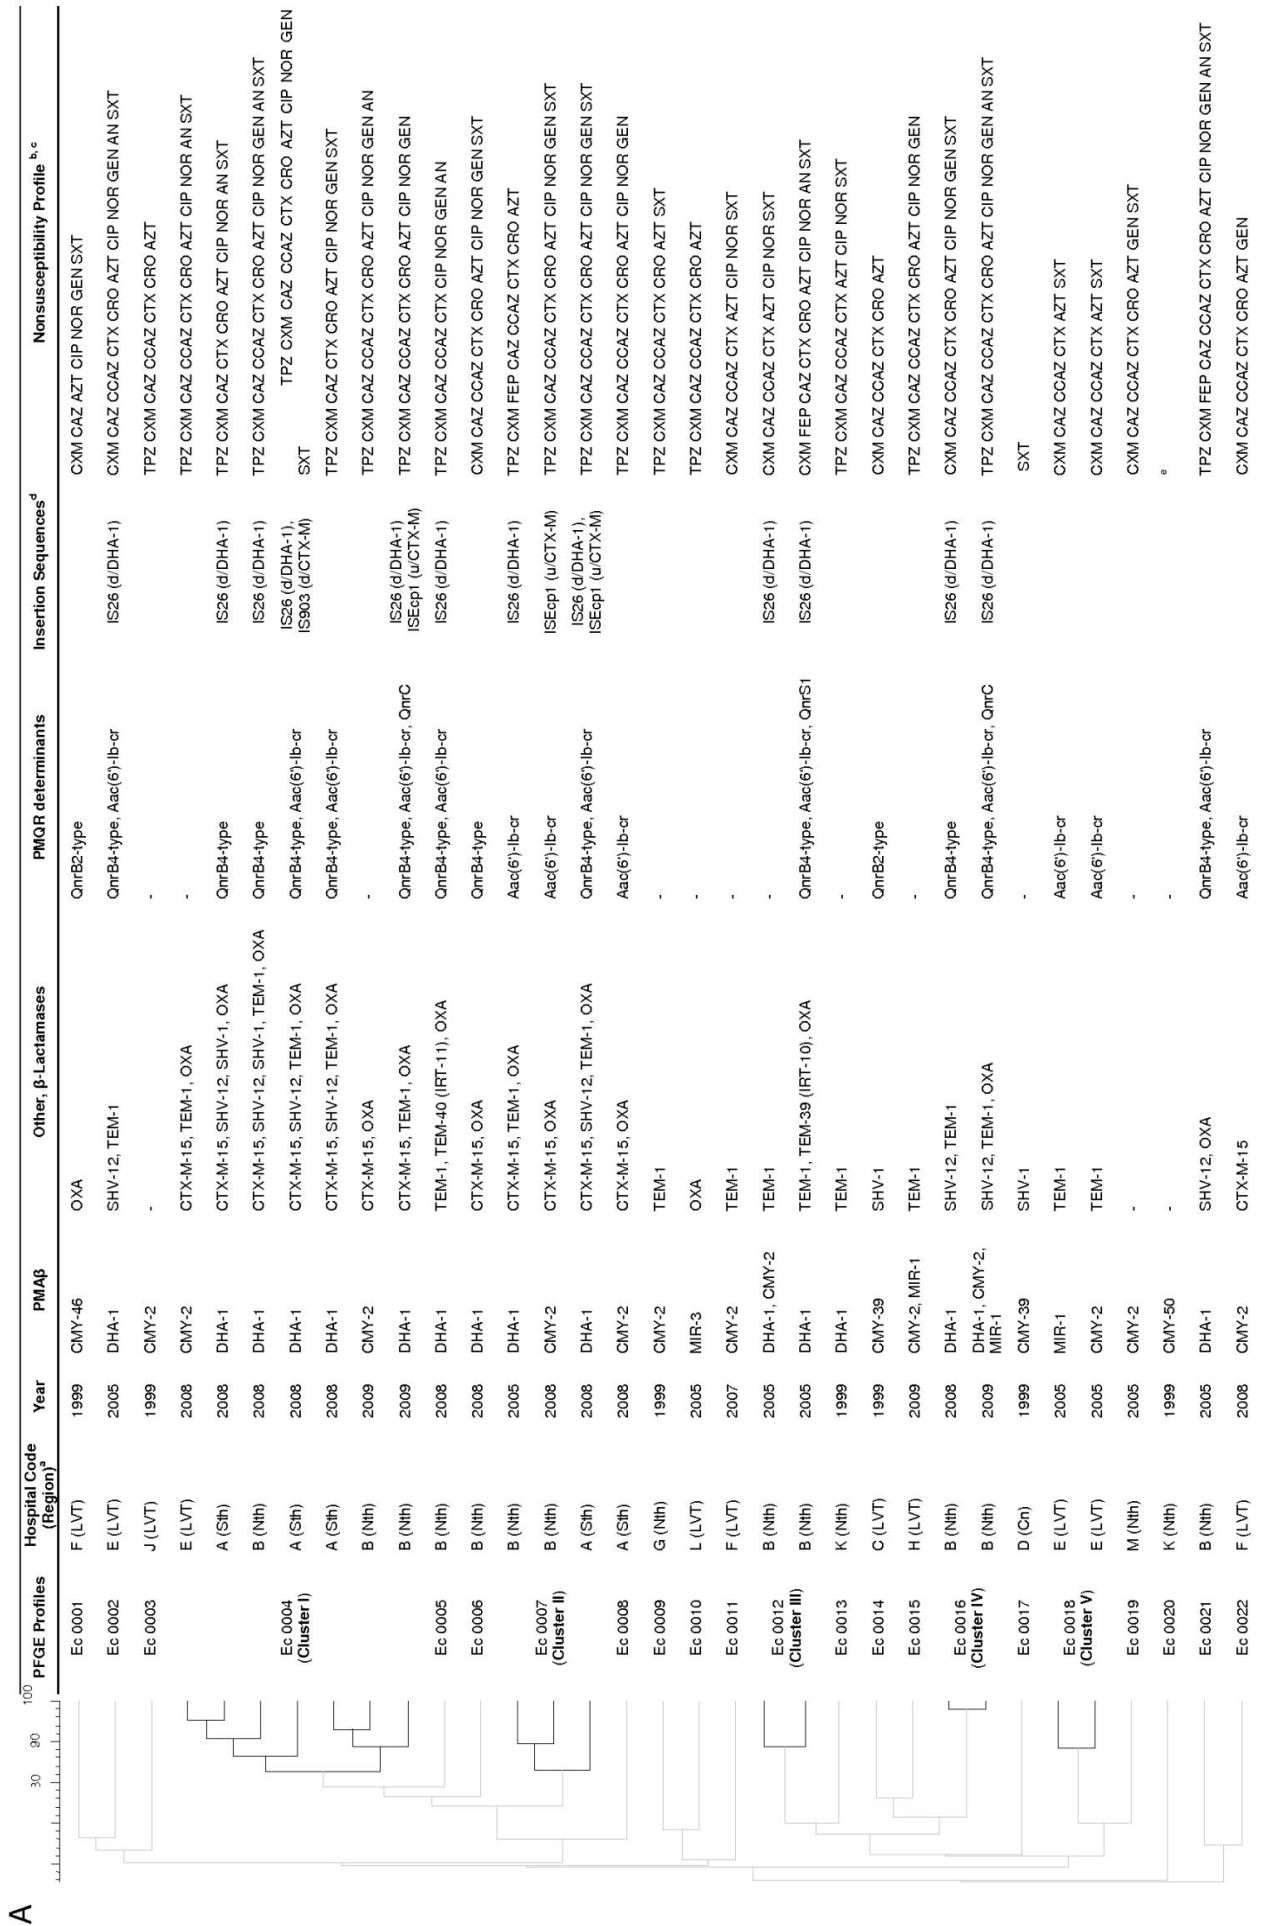 A
PFGE Profiles Hospital Code (Region)a Year PMAβ Other, β-Lactamases PMQR determinants Insertion Sequencesd Nonsusceptibility Profile b, c
80 90 100
Ec 0001 F (LVT) 1999 CMY-46 OXA QnrB2-type CXM CAZ AZT CIP NOR GEN SXT
Ec 0002 E (LVT) 2005 DHA-1 SHV-12, TEM-1 QnrB4-type, Aac(6')-Ib-cr IS26 (d/DHA-1) CXM CAZ CCAZ CTX CRO AZT CIP NOR GEN AN SXT
Ec 0003 J (LVT) 1999 CMY-2 - - TPZ CXM CAZ CCAZ CTX CRO AZT
E (LVT) 2008 CMY-2 CTX-M-15, TEM-1, OXA - TPZ CXM CAZ CCAZ CTX CRO AZT CIP NOR AN SXT
A (Sth) 2008 DHA-1 CTX-M-15, SHV-12, SHV-1, OXA QnrB4-type IS26 (d/DHA-1) TPZ CXM CAZ CTX CRO AZT CIP NOR AN SXT
B (Nth) 2008 DHA-1 CTX-M-15, SHV-12, SHV-1, TEM-1, OXA QnrB4-type IS26 (d/DHA-1) TPZ CXM CAZ CCAZ CTX CRO AZT CIP NOR GEN AN SXT
Ec 0004 A (Sth) 2008 DHA-1 CTX-M-15, SHV-12, TEM-1, OXA QnrB4-type, Aac(6')-Ib-cr IS26 (d/DHA-1), TPZ CXM CAZ CCAZ CTX CRO AZT CIP NOR GEN
(Cluster I) IS903 (d/CTX-M) SXT
A (Sth) 2008 DHA-1 CTX-M-15, SHV-12, TEM-1, OXA QnrB4-type, Aac(6')-Ib-cr TPZ CXM CAZ CTX CRO AZT CIP NOR GEN SXT
B (Nth) 2009 CMY-2 CTX-M-15, OXA - TPZ CXM CAZ CCAZ CTX CRO AZT CIP NOR GEN AN
B (Nth) 2009 DHA-1 CTX-M-15, TEM-1, OXA QnrB4-type, Aac(6')-Ib-cr, QnrC IS26 (d/DHA-1) TPZ CXM CAZ CCAZ CTX CRO AZT CIP NOR GEN
ISEcp1 (u/CTX-M)
Ec 0005 B (Nth) 2008 DHA-1 TEM-1, TEM-40 (IRT-11), OXA QnrB4-type, Aac(6')-Ib-cr IS26 (d/DHA-1) TPZ CXM CAZ CCAZ CTX CIP NOR GEN AN
Ec 0006 B (Nth) 2008 DHA-1 CTX-M-15, OXA QnrB4-type CXM CAZ CCAZ CTX CRO AZT CIP NOR GEN SXT
B (Nth) 2005 DHA-1 CTX-M-15, TEM-1, OXA Aac(6')-Ib-cr IS26 (d/DHA-1) TPZ CXM FEP CAZ CCAZ CTX CRO AZT
Ec 0007 B (Nth) 2008 CMY-2 CTX-M-15, OXA Aac(6')-Ib-cr ISEcp1 (u/CTX-M) TPZ CXM CAZ CCAZ CTX CRO AZT CIP NOR GEN SXT
(Cluster II)
A (Sth) 2008 DHA-1 CTX-M-15, SHV-12, TEM-1, OXA QnrB4-type, Aac(6')-Ib-cr IS26 (d/DHA-1), TPZ CXM CAZ CCAZ CTX CRO AZT CIP NOR GEN SXT
ISEcp1 (u/CTX-M)
Ec 0008 A (Sth) 2008 CMY-2 CTX-M-15, OXA Aac(6')-Ib-cr TPZ CXM CAZ CCAZ CTX CRO AZT CIP NOR GEN
Ec 0009 G (Nth) 1999 CMY-2 TEM-1 - TPZ CXM CAZ CCAZ CTX CRO AZT SXT
Ec 0010 L (LVT) 2005 MIR-3 OXA - TPZ CXM CAZ CCAZ CTX CRO AZT
Ec 0011 F (LVT) 2007 CMY-2 TEM-1 - CXM CAZ CCAZ CTX AZT CIP NOR SXT
Ec 0012 B (Nth) 2005 DHA-1, CMY-2 TEM-1 - IS26 (d/DHA-1) CXM CAZ CCAZ CTX AZT CIP NOR SXT
(Cluster III) B (Nth) 2005 DHA-1 TEM-1, TEM-39 (IRT-10), OXA QnrB4-type, Aac(6')-Ib-cr, QnrS1 IS26 (d/DHA-1) CXM FEP CAZ CTX CRO AZT CIP NOR AN SXT
Ec 0013 K (Nth) 1999 DHA-1 TEM-1 - TPZ CXM CAZ CCAZ CTX AZT CIP NOR SXT
Ec 0014 C (LVT) 1999 CMY-39 SHV-1 QnrB2-type CXM CAZ CCAZ CTX CRO AZT
Ec 0015 H (LVT) 2009 CMY-2, MIR-1 TEM-1 - TPZ CXM CAZ CCAZ CTX CRO AZT CIP NOR GEN
Ec 0016 B (Nth) 2008 DHA-1 SHV-12, TEM-1 QnrB4-type IS26 (d/DHA-1) CXM CAZ CCAZ CTX CRO AZT CIP NOR GEN SXT
(Cluster IV) B (Nth) 2009 DHA-1, CMY-2, MIR-1 SHV-12, TEM-1, OXA QnrB4-type, Aac(6')-Ib-cr, QnrC IS26 (d/DHA-1) TPZ CXM CAZ CCAZ CTX CRO AZT CIP NOR GEN AN SXT
Ec 0017 D (Cn) 1999 CMY-39 SHV-1 - SXT
Ec 0018 E (LVT) 2005 MIR-1 TEM-1 Aac(6')-Ib-cr CXM CAZ CCAZ CTX AZT SXT
(Cluster V) E (LVT) 2005 CMY-2 TEM-1 Aac(6')-Ib-cr CXM CAZ CCAZ CTX AZT SXT
Ec 0019 M (Nth) 2005 CMY-2 - - CXM CAZ CCAZ CTX CRO AZT GEN SXT
Ec 0020 K (Nth) 1999 CMY-50 - - e
Ec 0021 B (Nth) 2005 DHA-1 SHV-12, OXA QnrB4-type, Aac(6')-Ib-cr TPZ CXM FEP CAZ CCAZ CTX CRO AZT CIP NOR GEN AN SXT
Ec 0022 F (LVT) 2008 CMY-2 CTX-M-15 Aac(6')-Ib-cr CXM CAZ CCAZ CTX CRO AZT GEN